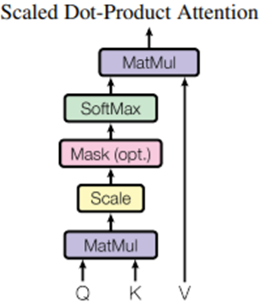 Scaled Dot-Product Attention
MatMul
SoftMax
Mask (opt.)
Scale
MatMul
Q K V